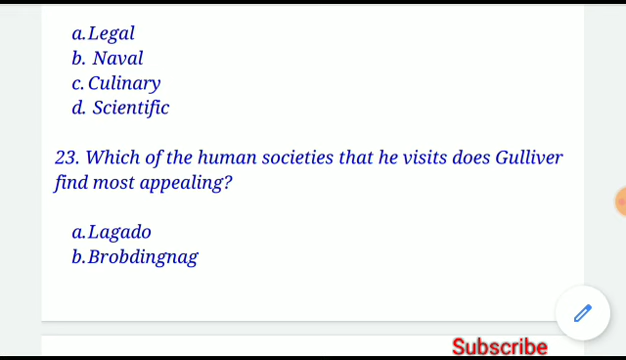 a. Legal
b. Naval
c. Culinary
d. Scientific
23. Which of the human societies that he visits does Gulliver
find most appealing?
a. Lagado
b. Brobdingnag
Subscribe